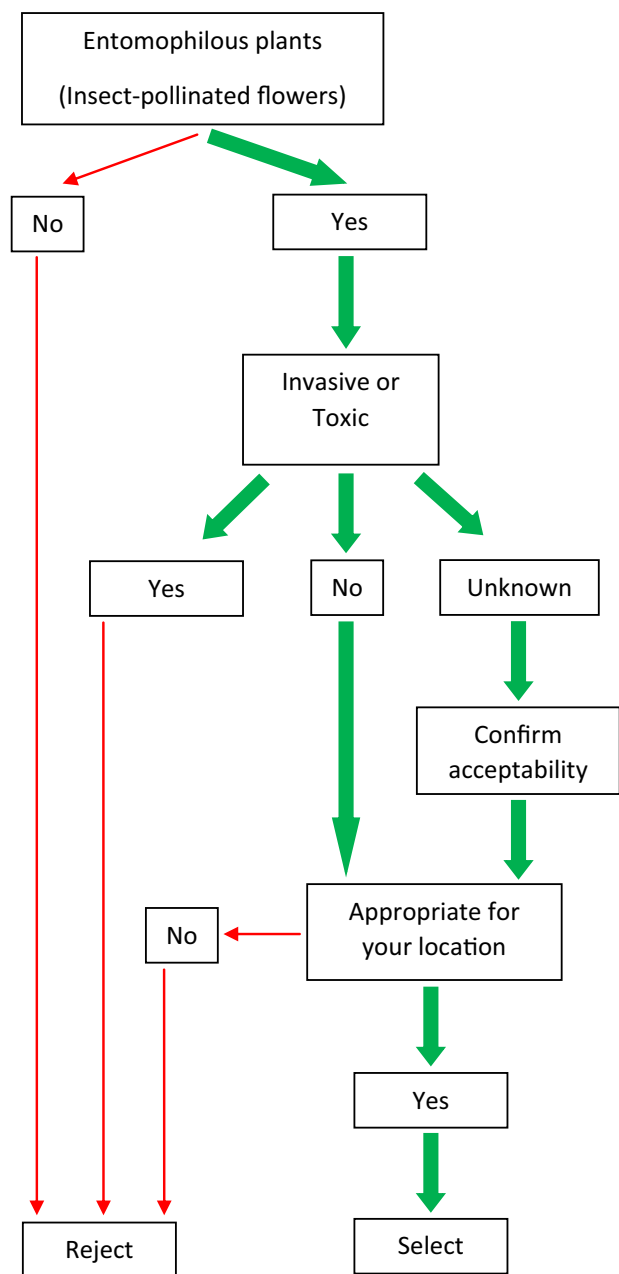 Entomophilous plants
(Insect-pollinated flowers)
No
Yes
Invasive or
Toxic
Yes
No
Unknown
Confirm
acceptability
Appropriate for
your location
No
Yes
Reject
Select